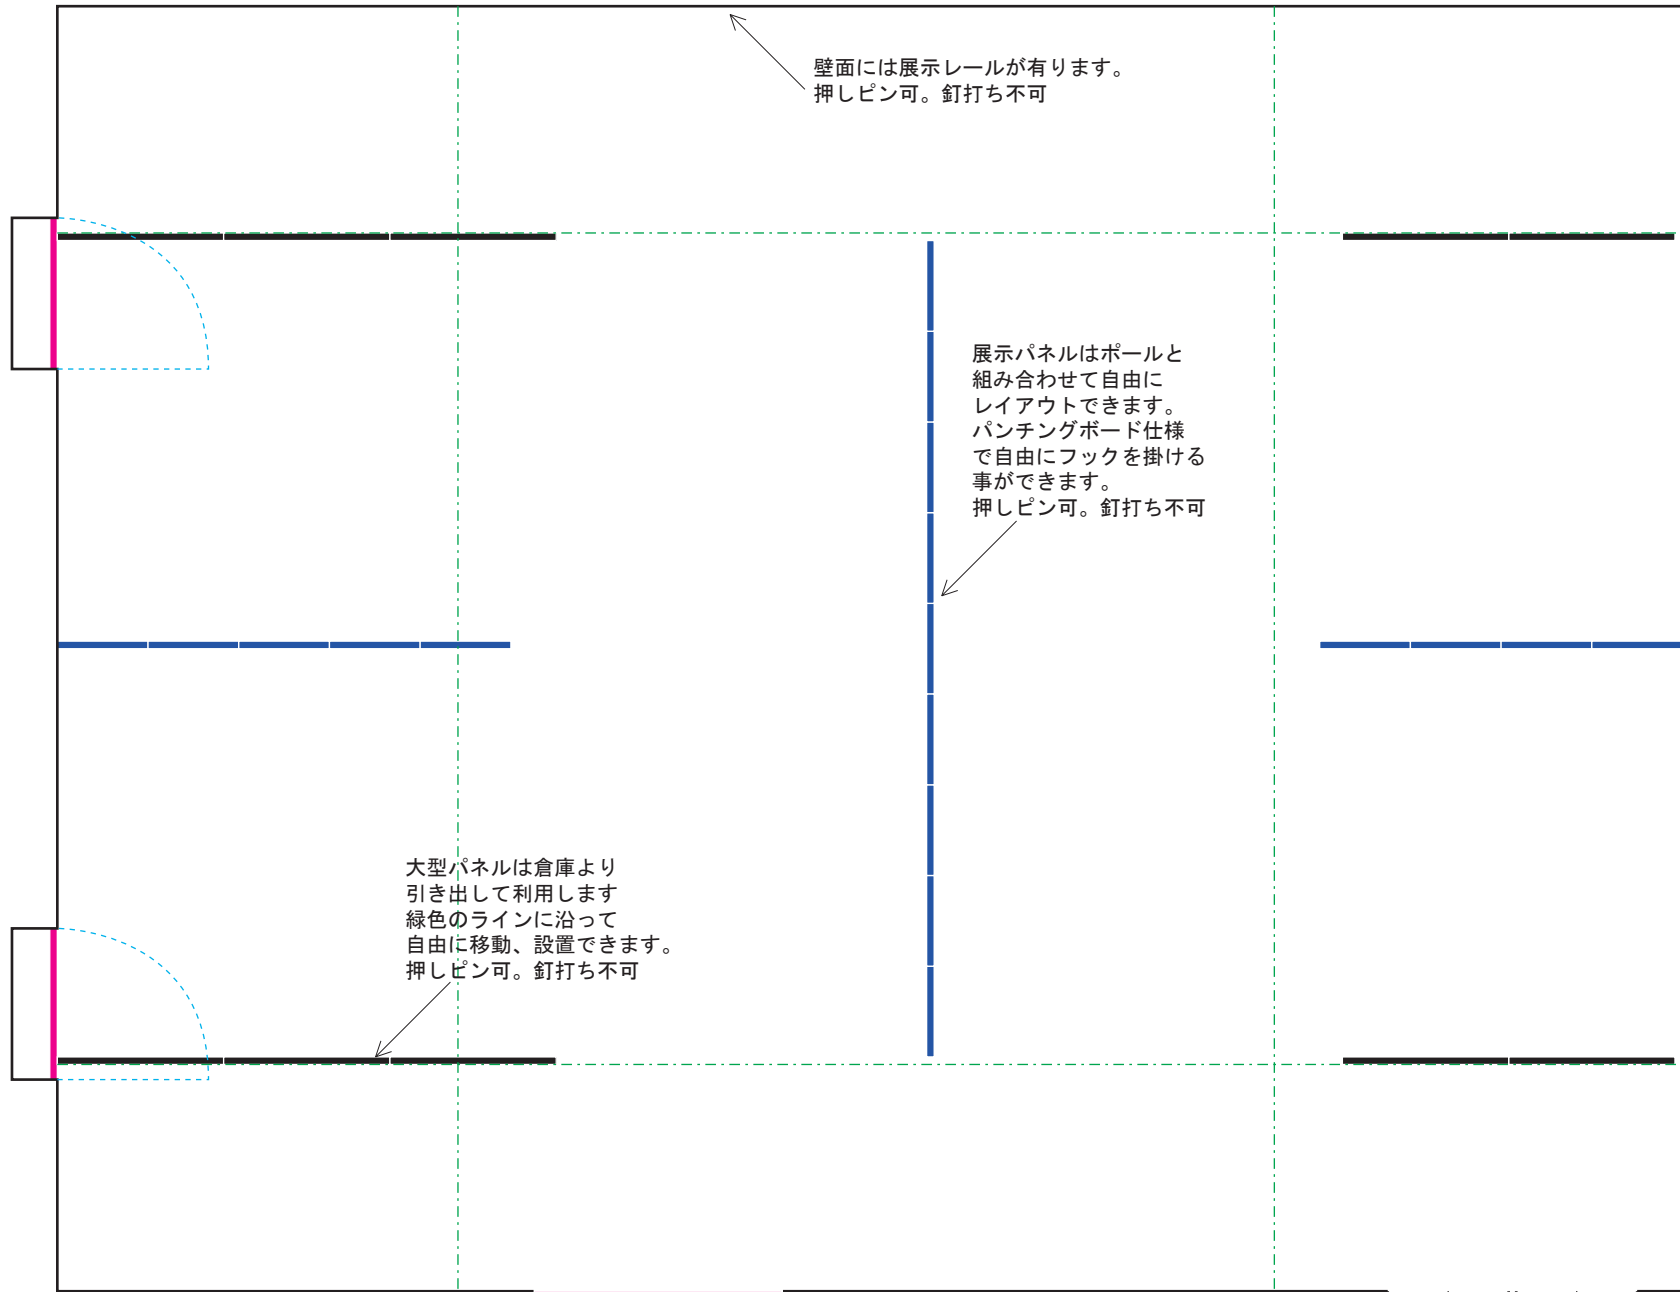 壁面には展示レールが有ります。
押しピン可。釘打ち不可
展示パネルはポールと
組み合わせて自由に
レイアウトできます。
パンチングボード仕様
で自由にフックを掛ける
事ができます。
押しピン可。釘打ち不可
大型パネルは倉庫より
引き出して利用します
緑色のラインに沿って
自由に移動、設置できます。
押しピン可。釘打ち不可